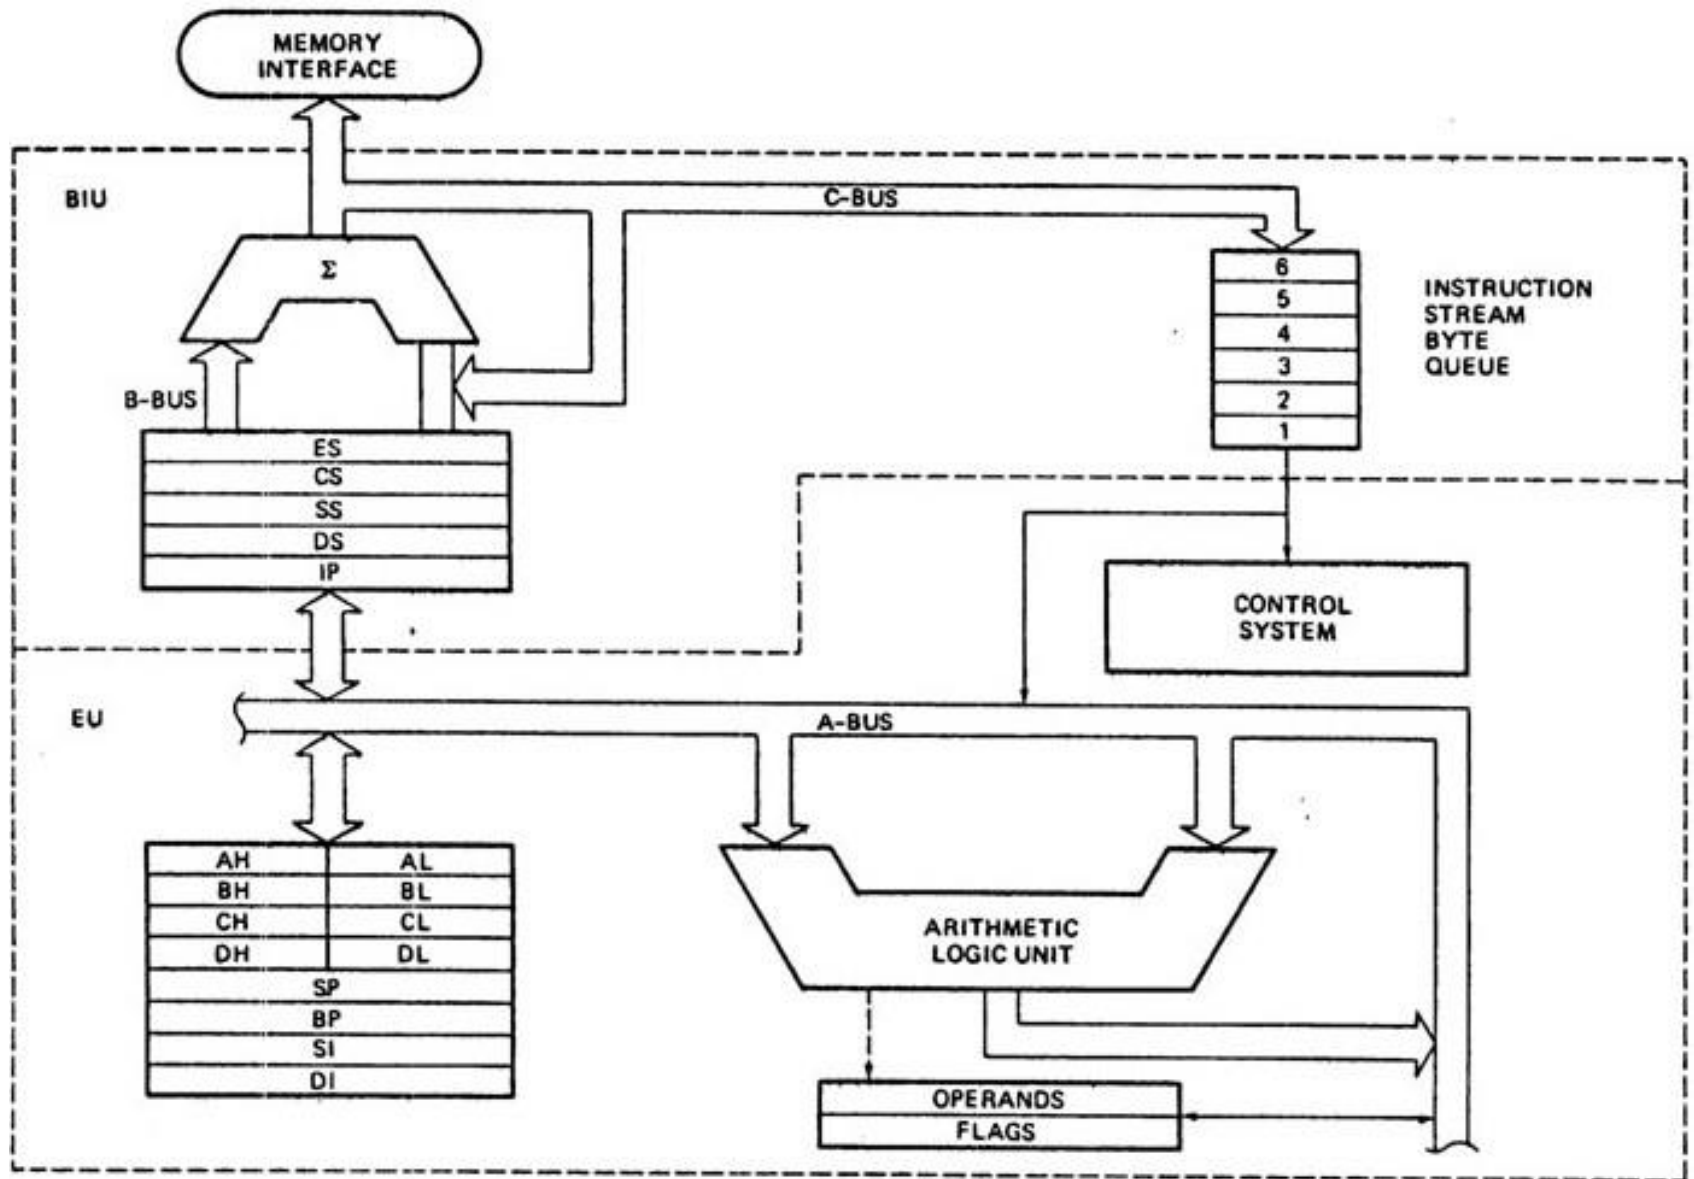 MEMORY
INTERFACE
BIU
C-BUS
Σ
B-BUS
6
5
4
3
2
1
INSTRUCTION
STREAM
BYTE
QUEUE
ES
CS
SS
DS
IP
CONTROL
SYSTEM
EU
A-BUS
AH AL
BH BL
CH CL
DH DL
SP
BP
SI
DI
ARITHMETIC
LOGIC UNIT
OPERANDS
FLAGS